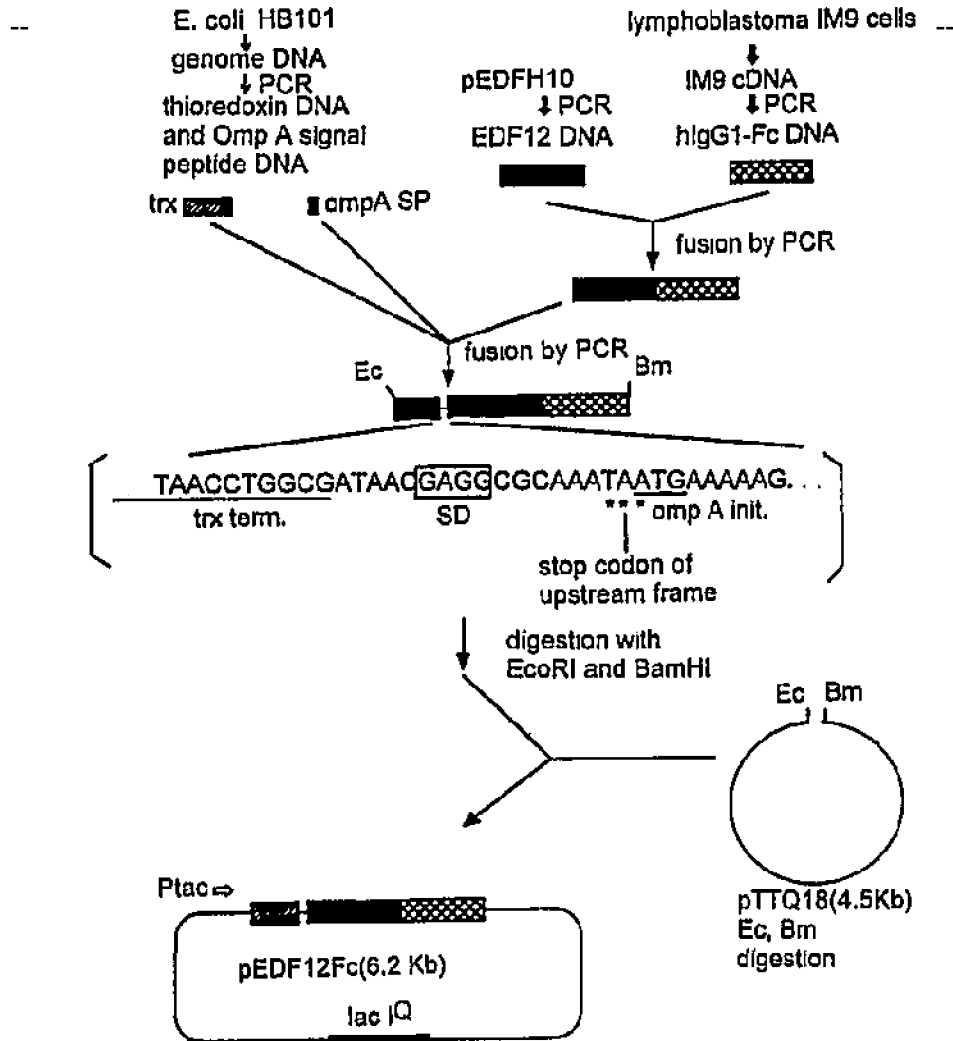 E. coli HB101
genome DNA
PCR
thioredoxin DNA
and Omp A signal
peptide DNA
trx
ompA SP
pEDFH10
PCR
EDF12 DNA
lymphoblastoma IM9 cells
IM9 cDNA
PCR
hIgG1-Fc DNA
fusion by PCR
fusion by PCR
Ec
Bm
TAACCTGGCGATAACGAGGCGCAAATAATGAAAAAG. . .
trx term.
SD
*** omp A init.
stop codon of
upstream frame
digestion with
EcoRI and BamHI
Ec Bm
pTTQ18(4.5Kb)
Ec, Bm
digestion
Ptac⇒
pEDF12Fc(6.2 Kb)
lac IQ